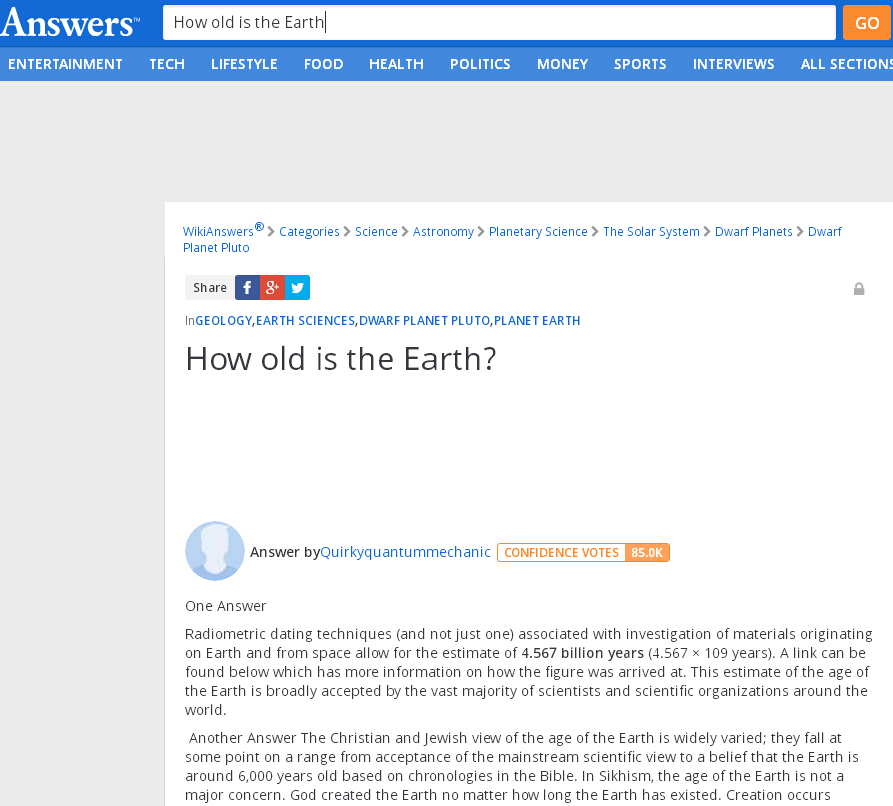 Answers™
How old is the Earth
GO
ENTERTAINMENT TECH LIFESTYLE FOOD HEALTH POLITICS MONEY SPORTS INTERVIEWS ALL SECTIONS
WikiAnswers® Categories Science Astronomy Planetary Science The Solar System Dwarf Planets Dwarf
Planet Pluto
Share
InGEOLOGY,EARTH SCIENCES,DWARF PLANET PLUTO,PLANET EARTH
How old is the Earth?
Answer byQuirkyquantummechanic CONFIDENCE VOTES 85.0K
One Answer
Radiometric dating techniques (and not just one) associated with investigation of materials originating
on Earth and from space allow for the estimate of 4.567 billion years (4.567 × 109 years). A link can be
found below which has more information on how the figure was arrived at. This estimate of the age of
the Earth is broadly accepted by the vast majority of scientists and scientific organizations around the
world.
Another Answer The Christian and Jewish view of the age of the Earth is widely varied; they fall at
some point on a range from acceptance of the mainstream scientific view to a belief that the Earth is
around 6,000 years old based on chronologies in the Bible. In Sikhism, the age of the Earth is not a
major concern. God created the Earth no matter how long the Earth has existed. Creation occurs